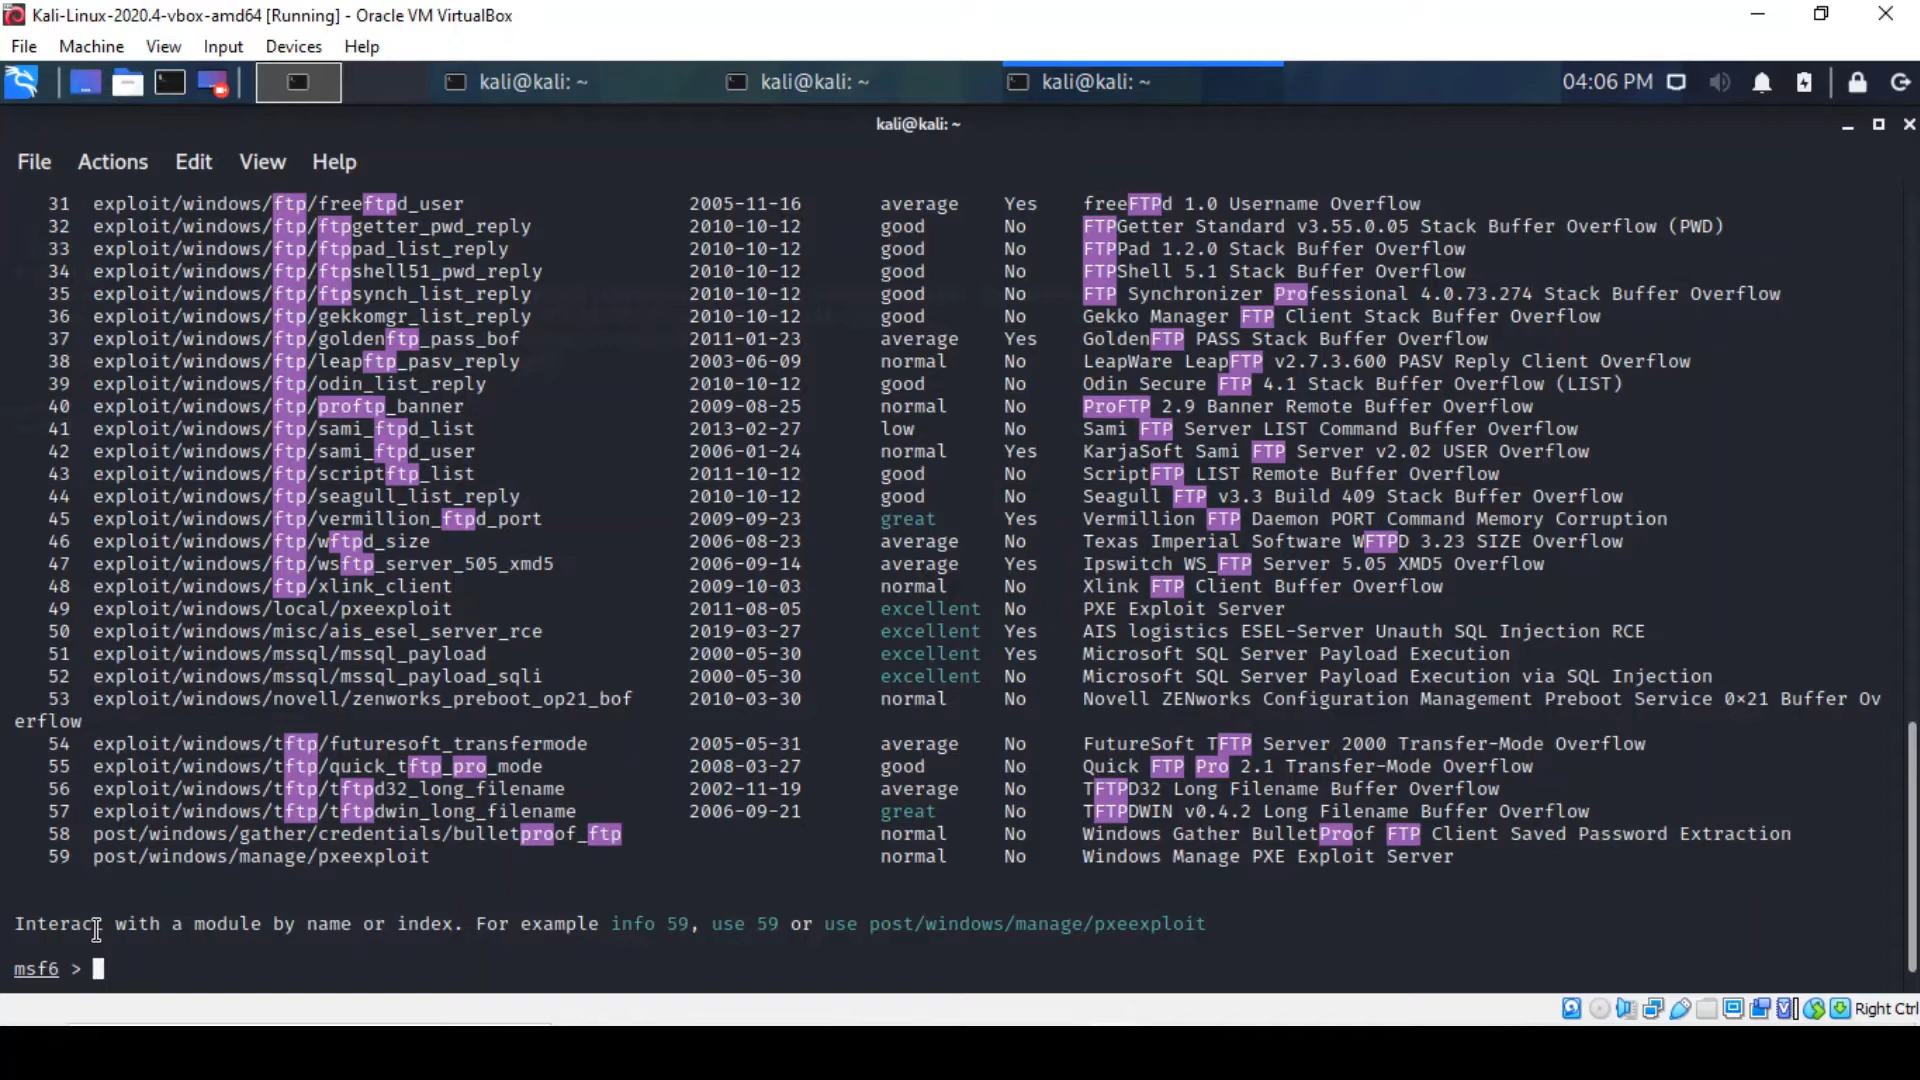 Kali-Linux-2020.4-vbox-amd64 [Running] - Oracle VM VirtualBox
File Machine View Input Devices Help
kali@kali: ~ kali@kali: ~ kali@kali: ~ 04:06 PM
kali@kali: ~
File Actions Edit View Help
31 exploit/windows/ftp/freeftpd_user 2005-11-16 average Yes freeFTPd 1.0 Username Overflow
32 exploit/windows/ftp/ftpgetter_pwd_reply 2010-10-12 good No FTPGetter Standard v3.55.0.05 Stack Buffer Overflow (PWD)
33 exploit/windows/ftp/ftppad_list_reply 2010-10-12 good No FTPPad 1.2.0 Stack Buffer Overflow
34 exploit/windows/ftp/ftpshell51_pwd_reply 2010-10-12 good No FTPShell 5.1 Stack Buffer Overflow
35 exploit/windows/ftp/ftpsynch_list_reply 2010-10-12 good No FTP Synchronizer Professional 4.0.73.274 Stack Buffer Overflow
36 exploit/windows/ftp/gekkomgr_list_reply 2010-10-12 good No Gekko Manager FTP Client Stack Buffer Overflow
37 exploit/windows/ftp/goldenftp_pass_bof 2011-01-23 average Yes GoldenFTP PASS Stack Buffer Overflow
38 exploit/windows/ftp/leapftp_pasv_reply 2003-06-09 normal No LeapWare LeapFTP v2.7.3.600 PASV Reply Client Overflow
39 exploit/windows/ftp/odin_list_reply 2010-10-12 good No Odin Secure FTP 4.1 Stack Buffer Overflow (LIST)
40 exploit/windows/ftp/proftp_banner 2009-08-25 normal No ProFTP 2.9 Banner Remote Buffer Overflow
41 exploit/windows/ftp/sami_ftpd_list 2013-02-27 low No Sami FTP Server LIST Command Buffer Overflow
42 exploit/windows/ftp/sami_ftpd_user 2006-01-24 normal Yes KarjaSoft Sami FTP Server v2.02 USER Overflow
43 exploit/windows/ftp/scriptftp_list 2011-10-12 good No ScriptFTP LIST Remote Buffer Overflow
44 exploit/windows/ftp/seagull_list_reply 2010-10-12 good No Seagull FTP v3.3 Build 409 Stack Buffer Overflow
45 exploit/windows/ftp/vermillion_ftpd_port 2009-09-23 great Yes Vermillion FTP Daemon PORT Command Memory Corruption
46 exploit/windows/ftp/wftpd_size 2006-08-23 average No Texas Imperial Software WFTPD 3.23 SIZE Overflow
47 exploit/windows/ftp/wsftp_server_505_xmd5 2006-09-14 average Yes Ipswitch WS_FTP Server 5.05 XMD5 Overflow
48 exploit/windows/ftp/xlink_client 2009-10-03 normal No Xlink FTP Client Buffer Overflow
49 exploit/windows/local/pxeexploit 2011-08-05 excellent No PXE Exploit Server
50 exploit/windows/misc/ais_esel_server_rce 2019-03-27 excellent Yes AIS logistics ESEL-Server Unauth SQL Injection RCE
51 exploit/windows/mssql/mssql_payload 2000-05-30 excellent Yes Microsoft SQL Server Payload Execution
52 exploit/windows/mssql/mssql_payload_sqli 2000-05-30 excellent No Microsoft SQL Server Payload Execution via SQL Injection
53 exploit/windows/novell/zenworks_preboot_op21_bof 2010-03-30 normal No Novell ZENworks Configuration Management Preboot Service 0×21 Buffer Ov
erflow
54 exploit/windows/tftp/futuresoft_transfermode 2005-05-31 average No FutureSoft TFTP Server 2000 Transfer-Mode Overflow
55 exploit/windows/tftp/quick_tftp_pro_mode 2008-03-27 good No Quick FTP Pro 2.1 Transfer-Mode Overflow
56 exploit/windows/tftp/tftpd32_long_filename 2002-11-19 average No TFTPD32 Long Filename Buffer Overflow
57 exploit/windows/tftp/tftpdwin_long_filename 2006-09-21 great No TFTPDWIN v0.4.2 Long Filename Buffer Overflow
58 post/windows/gather/credentials/bulletproof_ftp normal No Windows Gather BulletProof FTP Client Saved Password Extraction
59 post/windows/manage/pxeexploit normal No Windows Manage PXE Exploit Server
Interact with a module by name or index. For example info 59, use 59 or use post/windows/manage/pxeexploit
msf6 >
Right Ctrl